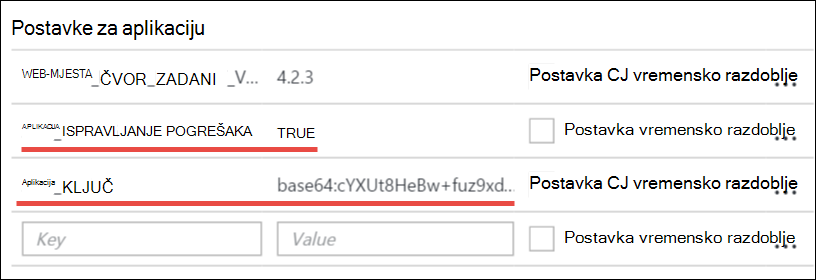 Postavke za aplikaciju
WEB-MJESTA_ČVOR_ZADANI _V... 4.2.3 Postavka CJ vremensko razdoblje ...
APLIKACIJA_ISPRAVLJANJE POGREŠAKA TRUE Postavka vremensko razdoblje ...
Aplikacija_KLJUČ base64:cYXUt8HeBw+fuz9xd... Postavka CJ vremensko razdoblje ...
Key Value Postavka vremensko razdoblje ...